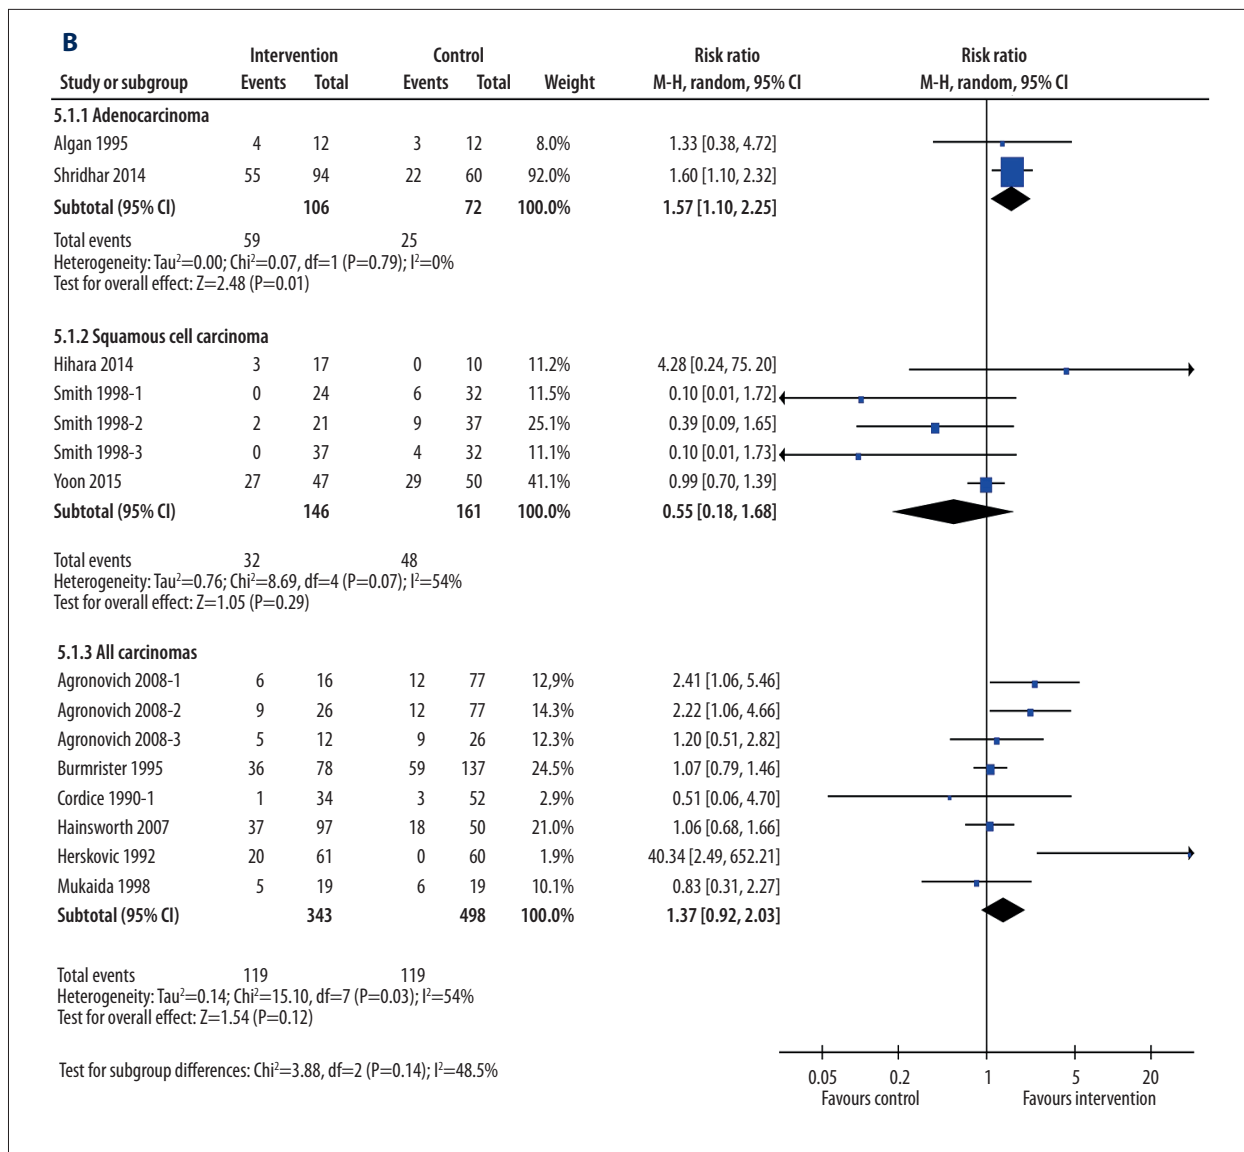 B
Intervention Control Risk ratio Risk ratio
Study or subgroup Events Total Events Total Weight M-H, random, 95% CI M-H, random, 95% CI
5.1.1 Adenocarcinoma
Algan 1995 4 12 3 12 8.0% 1.33 [0.38, 4.72]
Shridhar 2014 55 94 22 60 92.0% 1.60 [1.10, 2.32]
Subtotal (95% CI) 106 72 100.0% 1.57 [1.10, 2.25]
Total events 59 25
Heterogeneity: Tau²=0.00; Chi²=0.07, df=1 (P=0.79); I²=0%
Test for overall effect: Z=2.48 (P=0.01)
5.1.2 Squamous cell carcinoma
Hihara 2014 3 17 0 10 11.2% 4.28 [0.24, 75. 20]
Smith 1998-1 0 24 6 32 11.5% 0.10 [0.01, 1.72]
Smith 1998-2 2 21 9 37 25.1% 0.39 [0.09, 1.65]
Smith 1998-3 0 37 4 32 11.1% 0.10 [0.01, 1.73]
Yoon 2015 27 47 29 50 41.1% 0.99 [0.70, 1.39]
Subtotal (95% CI) 146 161 100.0% 0.55 [0.18, 1.68]
Total events 32 48
Heterogeneity: Tau²=0.76; Chi²=8.69, df=4 (P=0.07); I²=54%
Test for overall effect: Z=1.05 (P=0.29)
5.1.3 All carcinomas
Agronovich 2008-1 6 16 12 77 12,9% 2.41 [1.06, 5.46]
Agronovich 2008-2 9 26 12 77 14.3% 2.22 [1.06, 4.66]
Agronovich 2008-3 5 12 9 26 12.3% 1.20 [0.51, 2.82]
Burmrister 1995 36 78 59 137 24.5% 1.07 [0.79, 1.46]
Cordice 1990-1 1 34 3 52 2.9% 0.51 [0.06, 4.70]
Hainsworth 2007 37 97 18 50 21.0% 1.06 [0.68, 1.66]
Herskovic 1992 20 61 0 60 1.9% 40.34 [2.49, 652.21]
Mukaida 1998 5 19 6 19 10.1% 0.83 [0.31, 2.27]
Subtotal (95% CI) 343 498 100.0% 1.37 [0.92, 2.03]
Total events 119 119
Heterogeneity: Tau²=0.14; Chi²=15.10, df=7 (P=0.03); I²=54%
Test for overall effect: Z=1.54 (P=0.12)
Test for subgroup differences: Chi²=3.88, df=2 (P=0.14); I²=48.5%
0.05 0.2 1 5 20
Favours control Favours intervention